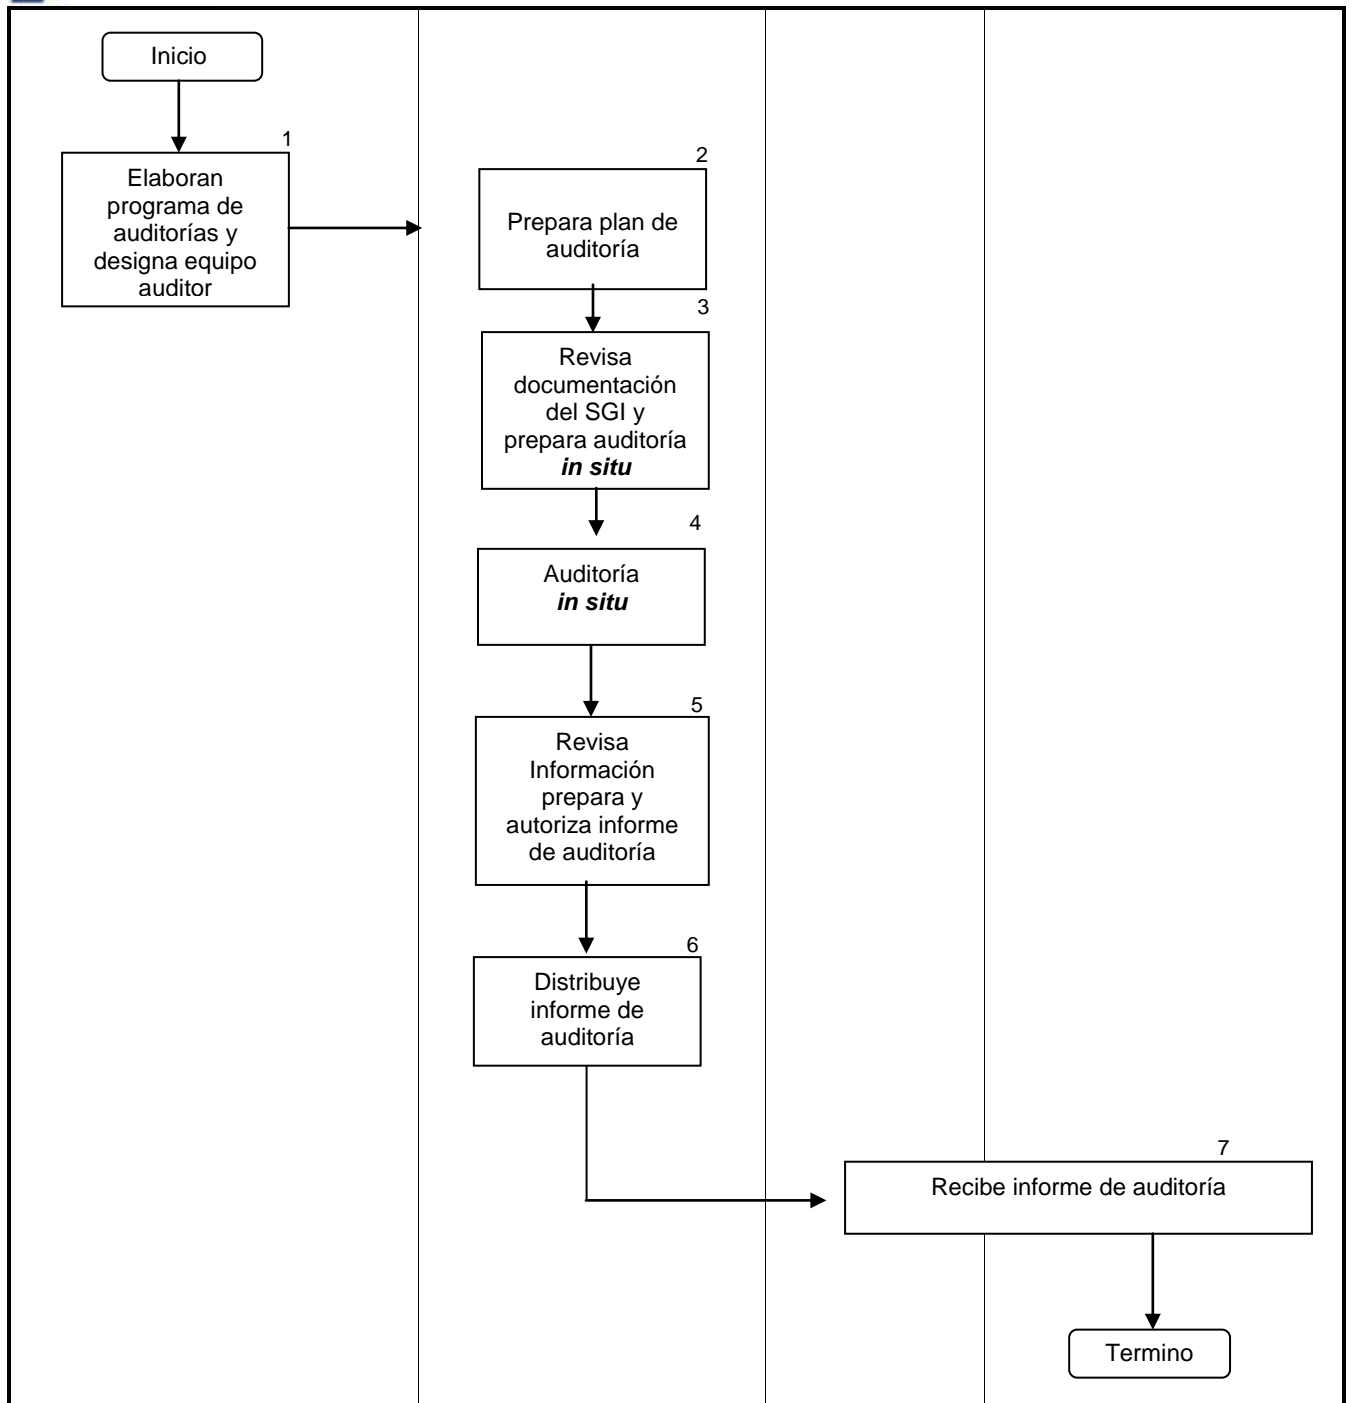 Inicio
1
Elaboran
programa de
auditorías y
designa equipo
auditor
2
Prepara plan de
auditoría
3
Revisa
documentación
del SGI y
prepara auditoría
in situ
4
Auditoría
in situ
5
Revisa
Información
prepara y
autoriza informe
de auditoría
6
Distribuye
informe de
auditoría
7
Recibe informe de auditoría
Termino